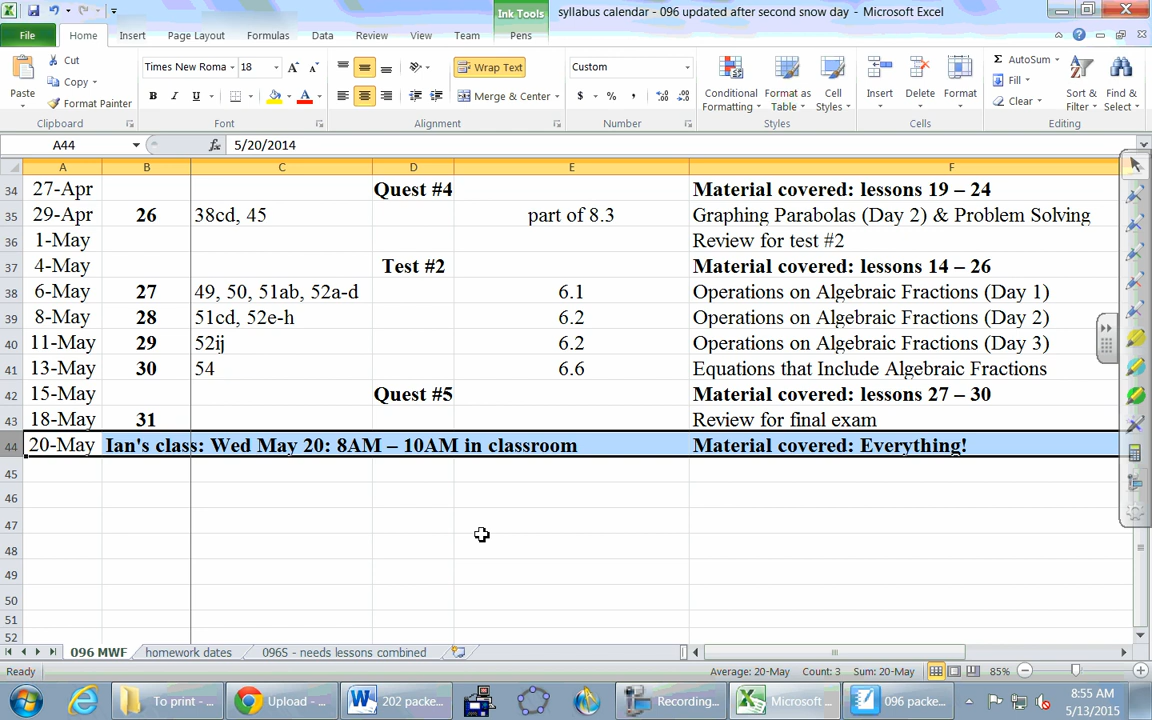 Ink Tools
syllabus calendar - 096 updated after second snow day - Microsoft Excel
File Home Insert Page Layout Formulas Data Review View Team Pens
Paste
Cut
Copy
Format Painter
Clipboard
Times New Roma 18
B I U
Font
Wrap Text
Merge & Center
Alignment
Custom
$ % ,
Number
Conditional Formatting
Format as Table
Cell Styles
Styles
Insert Delete Format
Cells
Σ AutoSum
Fill
Clear
Sort & Filter
Find & Select
Editing
A44 fx 5/20/2014
A B C D E F
34 27-Apr Quest #4 Material covered: lessons 19 – 24
35 29-Apr 26 38cd, 45 part of 8.3 Graphing Parabolas (Day 2) & Problem Solving
36 1-May Review for test #2
37 4-May Test #2 Material covered: lessons 14 – 26
38 6-May 27 49, 50, 51ab, 52a-d 6.1 Operations on Algebraic Fractions (Day 1)
39 8-May 28 51cd, 52e-h 6.2 Operations on Algebraic Fractions (Day 2)
40 11-May 29 52ij 6.2 Operations on Algebraic Fractions (Day 3)
41 13-May 30 54 6.6 Equations that Include Algebraic Fractions
42 15-May Quest #5 Material covered: lessons 27 – 30
43 18-May 31 Review for final exam
44 20-May Ian's class: Wed May 20: 8AM – 10AM in classroom Material covered: Everything!
45
46
47
48
49
50
51
52
096 MWF homework dates 096S - needs lessons combined
Ready Average: 20-May Count: 3 Sum: 20-May 85%
To print - ... Upload - ... 202 packe... Recording... Microsoft ... 096 packe... 8:55 AM
5/13/2015